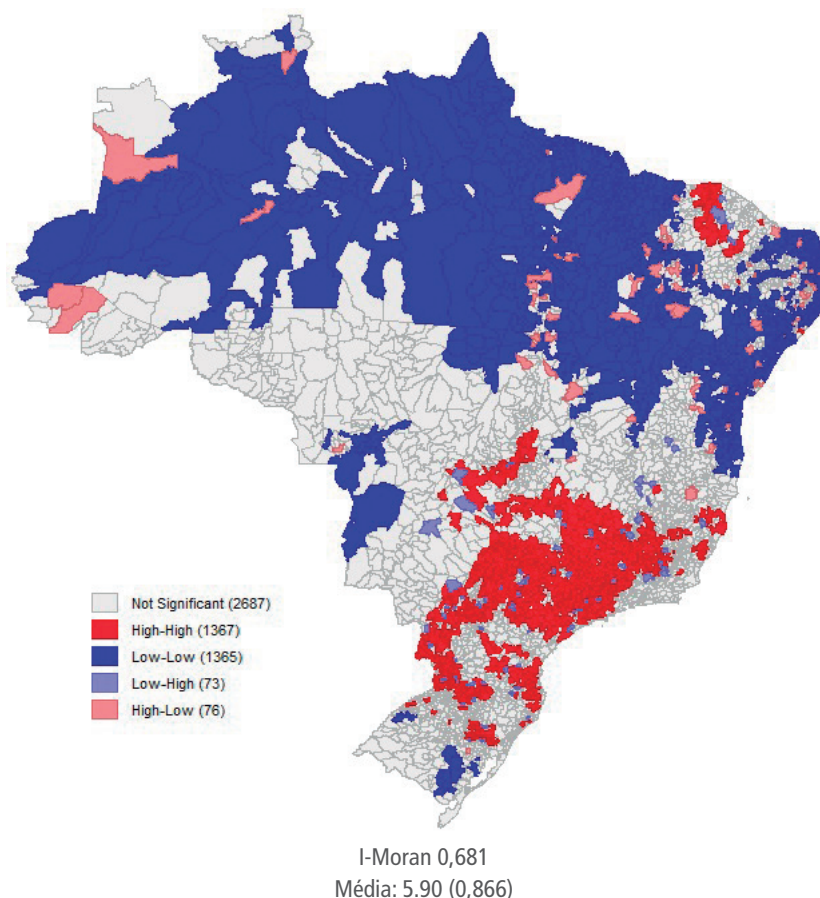 Not Significant (2687)
High-High (1367)
Low-Low (1365)
Low-High (73)
High-Low (76)
I-Moran 0,681
Média: 5.90 (0,866)